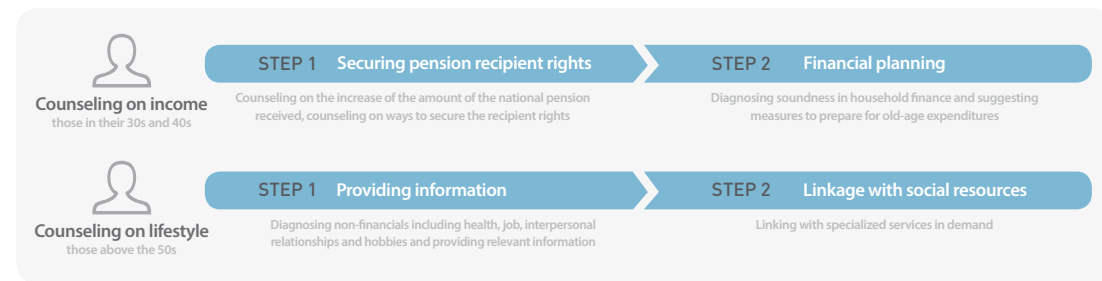 STEP 1 Securing pension recipient rights
STEP 2 Financial planning
Counseling on income
those in their 30s and 40s
Counseling on the increase of the amount of the national pension
received, counseling on ways to secure the recipient rights
Diagnosing soundness in household finance and suggesting
measures to prepare for old-age expenditures
STEP 1 Providing information
STEP 2 Linkage with social resources
Counseling on lifestyle
those above the 50s
Diagnosing non-financials including health, job, interpersonal
relationships and hobbies and providing relevant information
Linking with specialized services in demand